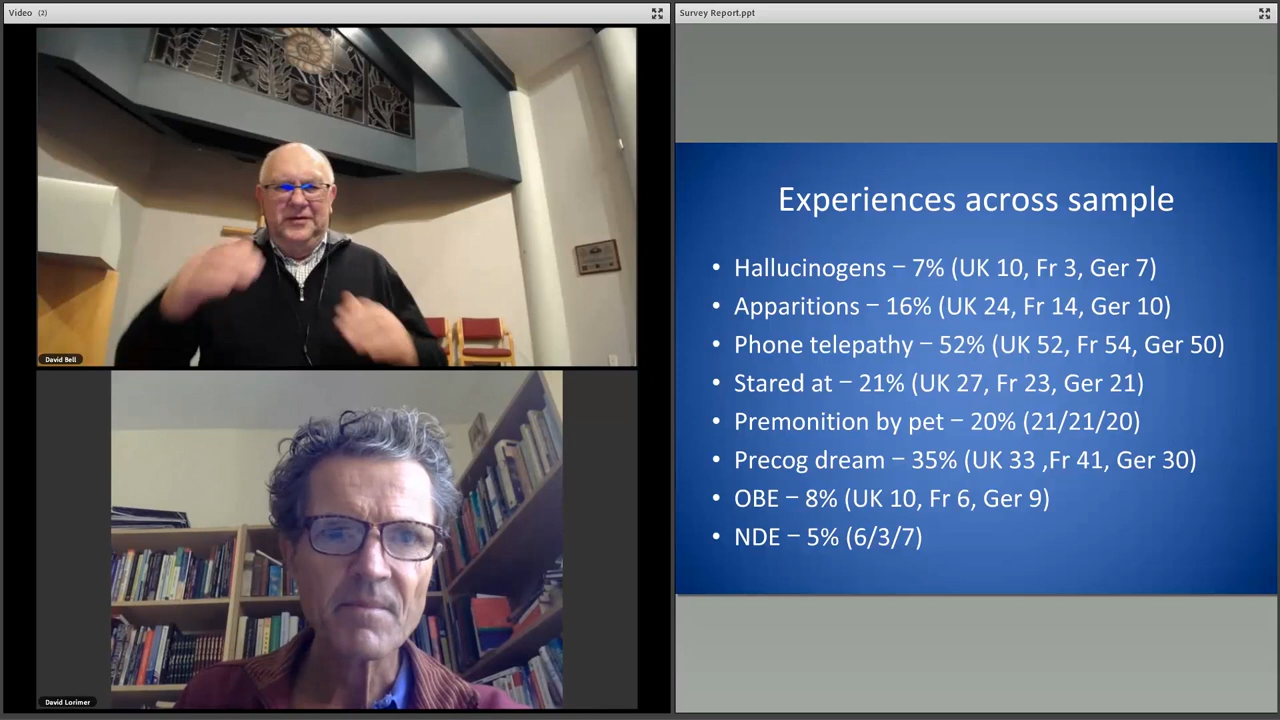 Video (2)
David Bell
David Lorimer
Survey Report.ppt
Experiences across sample
• Hallucinogens – 7% (UK 10, Fr 3, Ger 7)
• Apparitions – 16% (UK 24, Fr 14, Ger 10)
• Phone telepathy – 52% (UK 52, Fr 54, Ger 50)
• Stared at – 21% (UK 27, Fr 23, Ger 21)
• Premonition by pet – 20% (21/21/20)
• Precog dream – 35% (UK 33 ,Fr 41, Ger 30)
• OBE – 8% (UK 10, Fr 6, Ger 9)
• NDE – 5% (6/3/7)